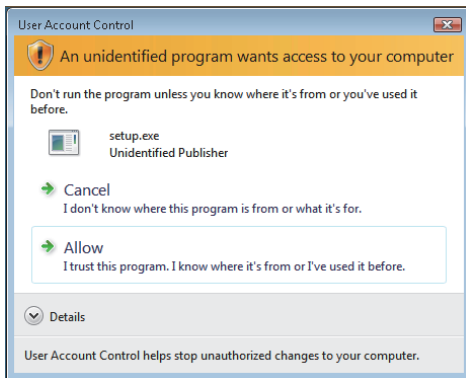 User Account Control
An unidentified program wants access to your computer
Don't run the program unless you know where it's from or you've used it
before.
setup.exe
Unidentified Publisher
Cancel
I don't know where this program is from or what it's for.
Allow
I trust this program. I know where it's from or I've used it before.
Details
User Account Control helps stop unauthorized changes to your computer.